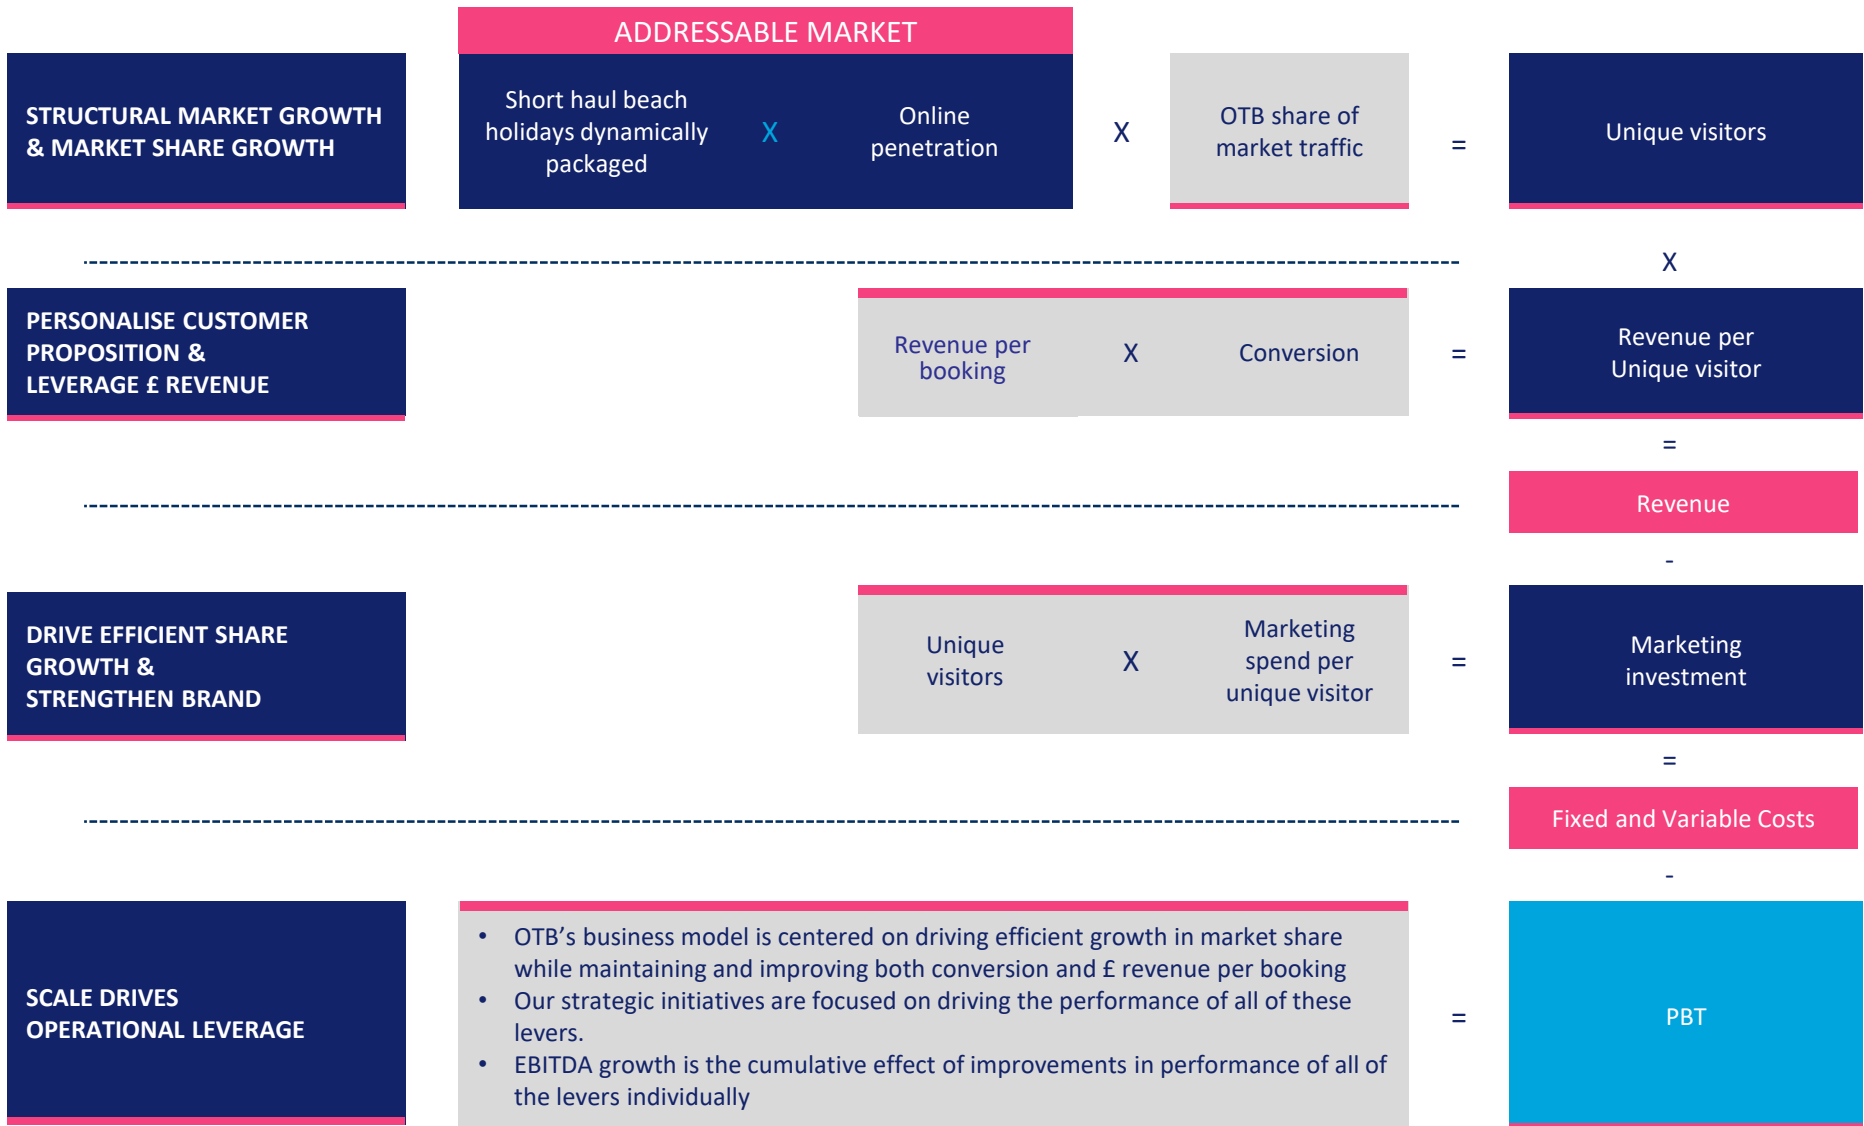 ADDRESSABLE MARKET
STRUCTURAL MARKET GROWTH
& MARKET SHARE GROWTH
Short haul beach
holidays dynamically
packaged
X
Online
penetration
X
OTB share of
market traffic
=
Unique visitors
X
PERSONALISE CUSTOMER
PROPOSITION &
LEVERAGE £ REVENUE
Revenue per
booking
X
Conversion
=
Revenue per
Unique visitor
=
Revenue
-
DRIVE EFFICIENT SHARE
GROWTH &
STRENGTHEN BRAND
Unique
visitors
X
Marketing
spend per
unique visitor
=
Marketing
investment
=
Fixed and Variable Costs
-
SCALE DRIVES
OPERATIONAL LEVERAGE
• OTB's business model is centered on driving efficient growth in market share
while maintaining and improving both conversion and £ revenue per booking
• Our strategic initiatives are focused on driving the performance of all of these
levers.
• EBITDA growth is the cumulative effect of improvements in performance of all of
the levers individually
=
PBT